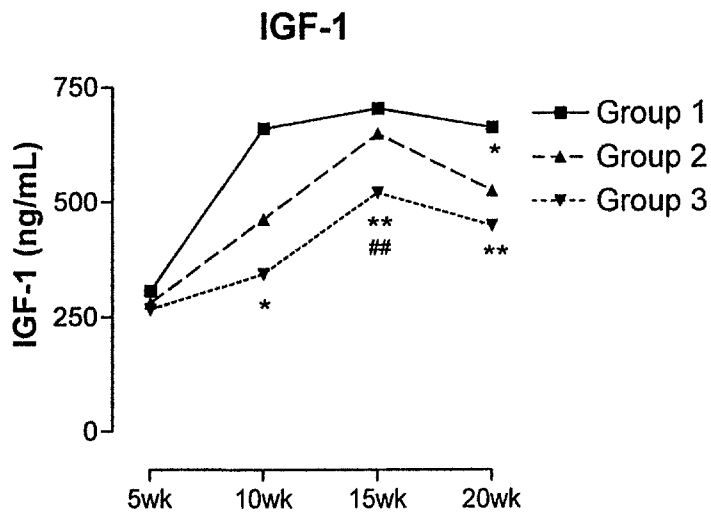 IGF-1
750
500
250
0
IGF-1 (ng/mL)
Group 1
Group 2
Group 3
*
**
##
**
*
5wk 10wk 15wk 20wk